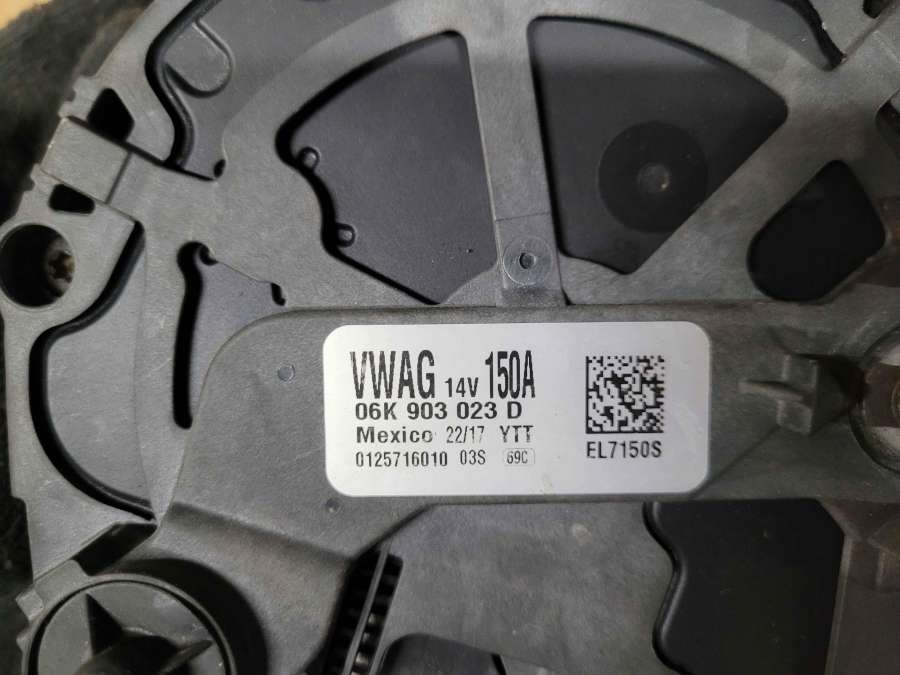 VWAG 14V 150A
06K 903 023 D
Mexico 22/17 YTT
0125716010 03S 69C
EL7150S